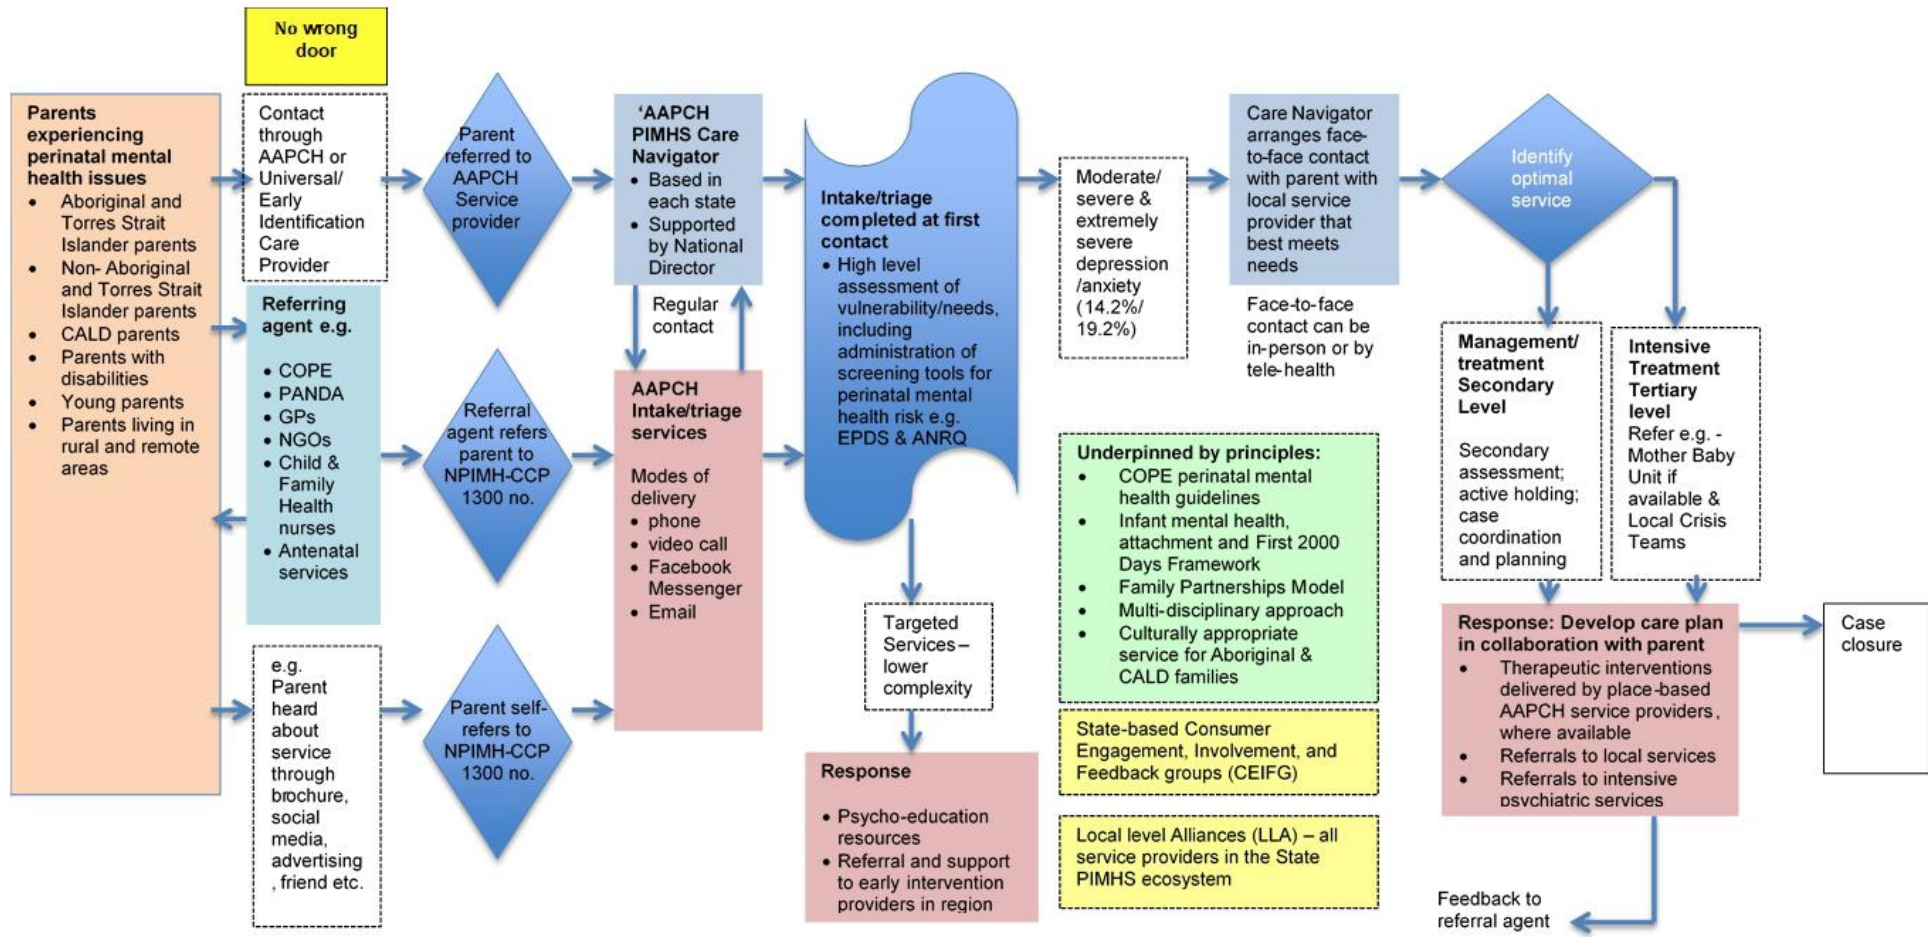 No wrong
door
Parents
experiencing
perinatal mental
health issues
• Aboriginal and
Torres Strait
Islander parents
• Non- Aboriginal
and Torres Strait
Islander parents
• CALD parents
• Parents with
disabilities
• Young parents
• Parents living in
rural and remote
areas
Contact
through
AAPCH or
Universal/
Early
Identification
Care
Provider
Referring
agent e.g.
• COPE
• PANDA
• GPs
• NGOs
• Child &
Family
Health
nurses
• Antenatal
services
e.g.
Parent
heard
about
service
through
brochure,
social
media,
advertising
, friend etc.
Parent
referred to
AAPCH
Service
provider
Referral
agent refers
parent to
NPIMH-CCP
1300 no.
Parent self-
refers to
NPIMH-CCP
1300 no.
‘AAPCH
PIMHS Care
Navigator
• Based in
each state
• Supported
by National
Director
Regular
contact
AAPCH
Intake/triage
services
Modes of
delivery
• phone
• video call
• Facebook
Messenger
• Email
Intake/triage
completed at first
contact
• High level
assessment of
vulnerability/needs,
including
administration of
screening tools for
perinatal mental
health risk e.g.
EPDS & ANRQ
Targeted
Services –
lower
complexity
Response
• Psycho-education
resources
• Referral and support
to early intervention
providers in region
Moderate/
severe &
extremely
severe
depression
/anxiety
(14.2%/
19.2%)
Care Navigator
arranges face-
to-face contact
with parent with
local service
provider that
best meets
needs
Face-to-face
contact can be
in-person or by
tele-health
Underpinned by principles:
• COPE perinatal mental
health guidelines
• Infant mental health,
attachment and First 2000
Days Framework
• Family Partnerships Model
• Multi-disciplinary approach
• Culturally appropriate
service for Aboriginal &
CALD families
State-based Consumer
Engagement, Involvement, and
Feedback groups (CEIFG)
Local level Alliances (LLA) – all
service providers in the State
PIMHS ecosystem
Identify
optimal
service
Management/
treatment
Secondary
Level
Secondary
assessment;
active holding;
case
coordination
and planning
Intensive
Treatment
Tertiary
level
Refer e.g. -
Mother Baby
Unit if
available &
Local Crisis
Teams
Response: Develop care plan
in collaboration with parent
• Therapeutic interventions
delivered by place-based
AAPCH service providers, where available
• Referrals to local services
• Referrals to intensive
psychiatric services
Case
closure
Feedback to
referral agent